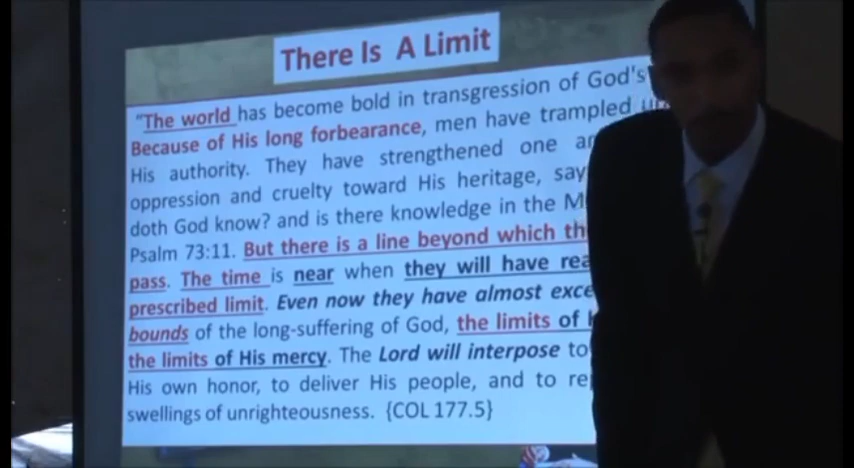 There Is A Limit
"The world has become bold in transgression of God's
Because of His long forbearance, men have trampled
His authority. They have strengthened one
oppression and cruelty toward His heritage,
doth God know? and is there knowledge in the
Psalm 73:11. But there is a line beyond which
pass. The time is near when they will have
prescribed limit. Even now they have almost
bounds of the long-suffering of God, the limits of
the limits of His mercy. The Lord will interpose to
His own honor, to deliver His people, and to
swellings of unrighteousness. {COL 177.5}